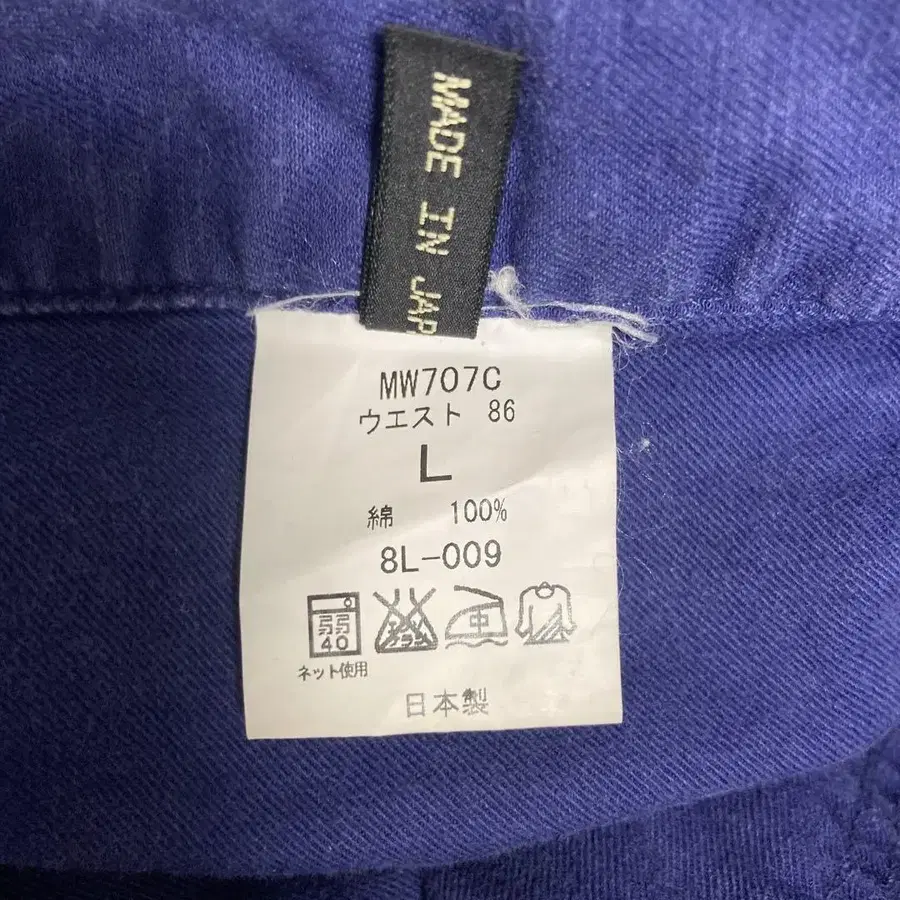 MADE IN JAP
MW707C
ウエスト 86
L
綿 100%
8L-009
弱
40
中
ネット使用
日本製